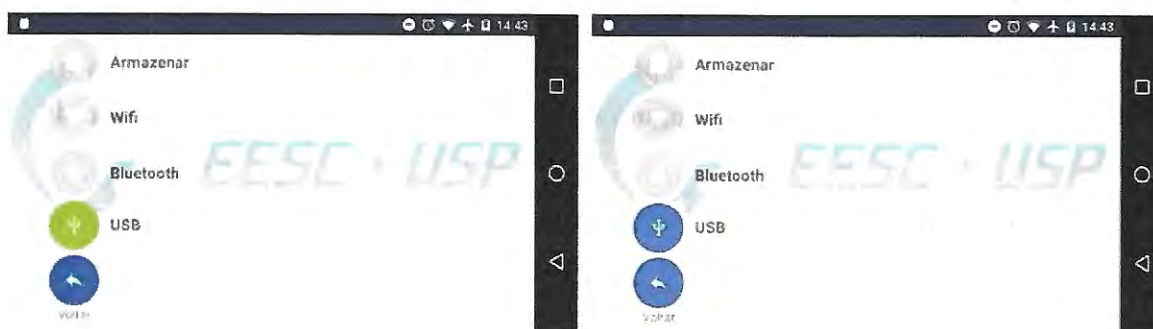 14:43
Armazenar
Wifi
EESC · USP
Bluetooth
USB
Voltar
14:43
Armazenar
Wifi
EESC · USP
Bluetooth
USB
Voltar